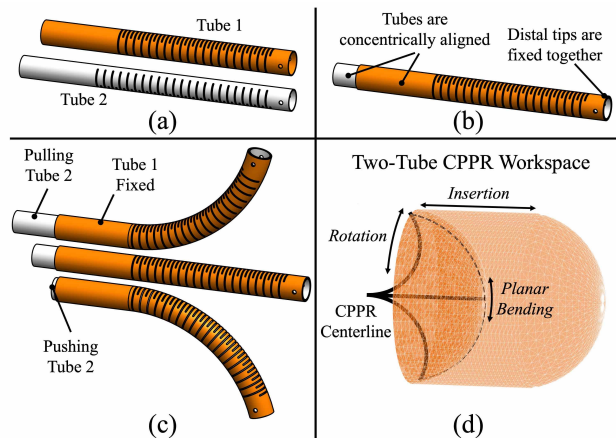 Tube 1
Tube 2
(a)
Tubes are
concentrically aligned
Distal tips are
fixed together
(b)
Pulling
Tube 2
Tube 1
Fixed
Pushing
Tube 2
(c)
Two-Tube CPPR Workspace
Insertion
Rotation
Planar
Bending
CPPR
Centerline
(d)